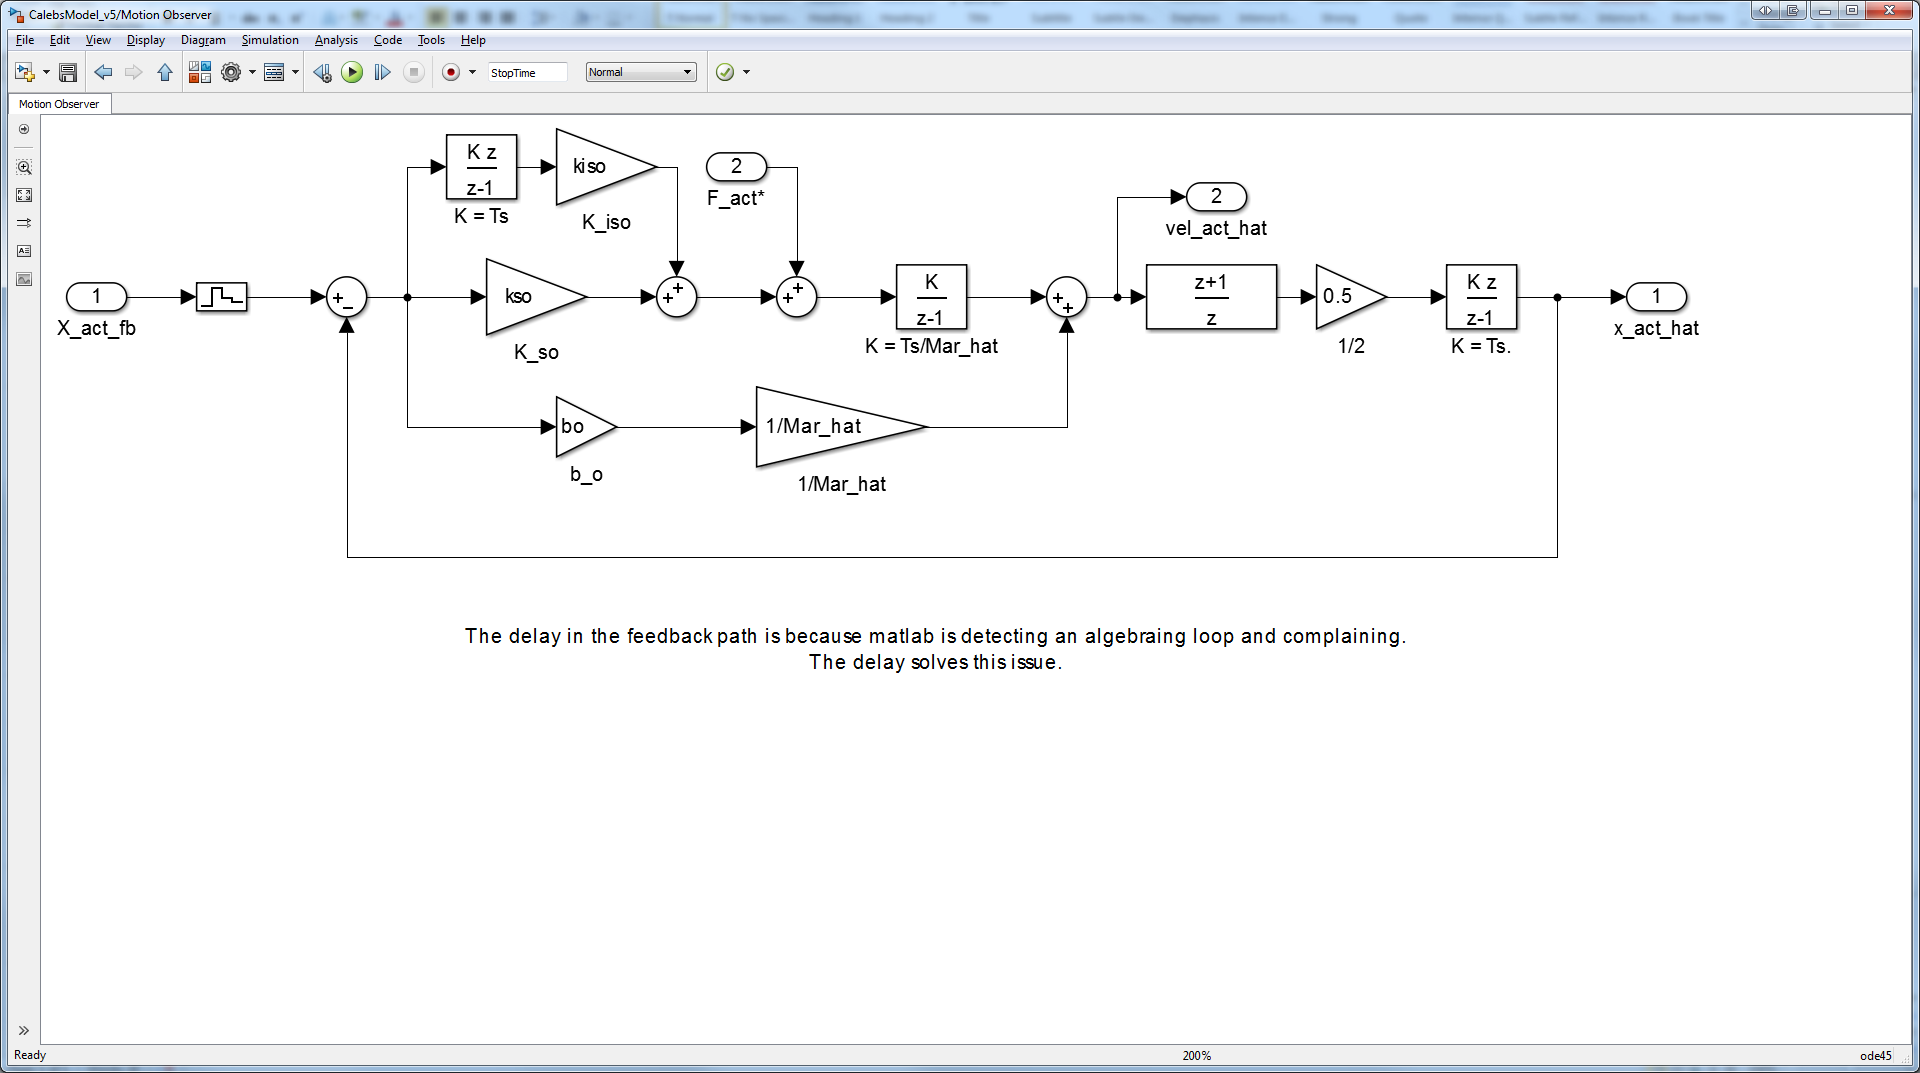 CalebsModel_v5/Motion Observer
File Edit View Display Diagram Simulation Analysis Code Tools Help
StopTime
Normal
Motion Observer
K z
z-1
K = Ts
kiso
K_iso
2
F_act*
2
vel_act_hat
1
X_act_fb
+
−
kso
K_so
+
+
+
+
K
z-1
K = Ts/Mar_hat
+
+
z+1
z
0.5
1/2
K z
z-1
K = Ts.
1
x_act_hat
bo
b_o
1/Mar_hat
1/Mar_hat
The delay in the feedback path is because matlab is detecting an algebraing loop and complaining.
The delay solves this issue.
Ready
200%
ode45